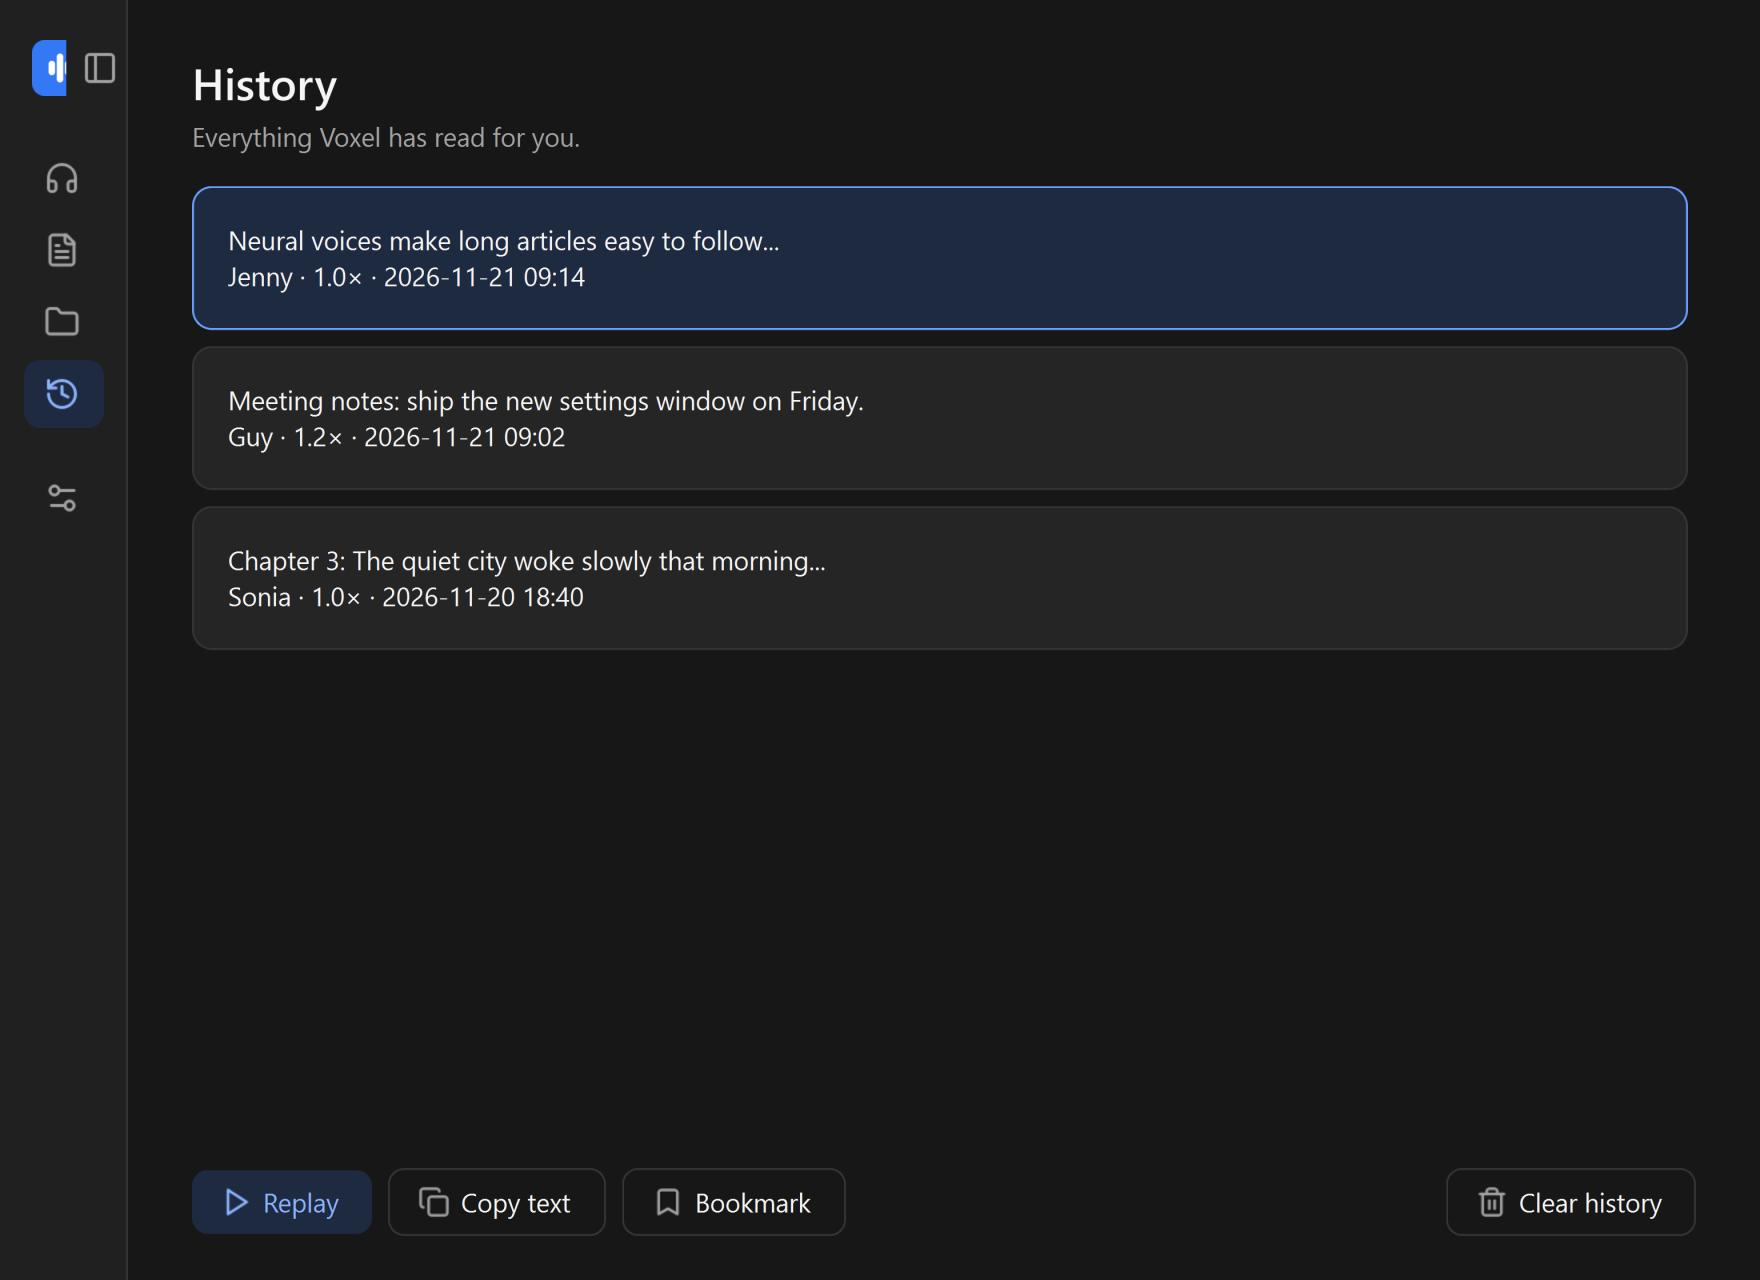 History
Everything Voxel has read for you.
Neural voices make long articles easy to follow...
Jenny · 1.0× · 2026-11-21 09:14
Meeting notes: ship the new settings window on Friday.
Guy · 1.2× · 2026-11-21 09:02
Chapter 3: The quiet city woke slowly that morning...
Sonia · 1.0× · 2026-11-20 18:40
Replay
Copy text
Bookmark
Clear history